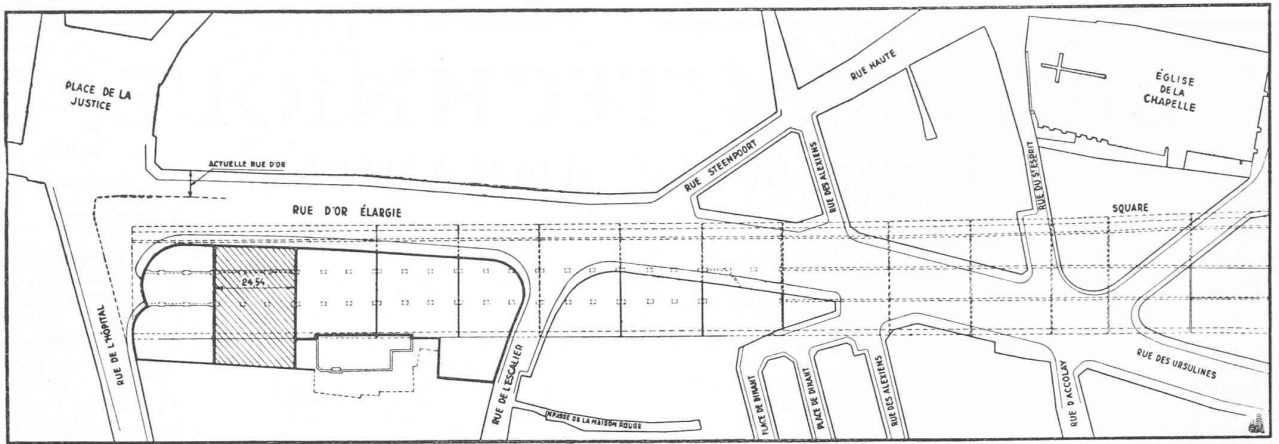 PLACE DE LA
JUSTICE
ACTUELLE RUE D'OR
RUE D'OR ÉLARGIE
RUE STEENPOORT
RUE DES ALEXIENS
RUE HAUTE
RUE DU ST ESPRIT
ÉGLISE
DE LA
CHAPELLE
SQUARE
24,54
RUE DE L'HOPITAL
RUE DE L'ESCALIER
IMPASSE DE LA MAISON ROUGE
PLACE DE DINANT
PLACE DE DINANT
RUE DES ALEXIENS
RUE D'ACCOLAY
RUE DES URSULINES